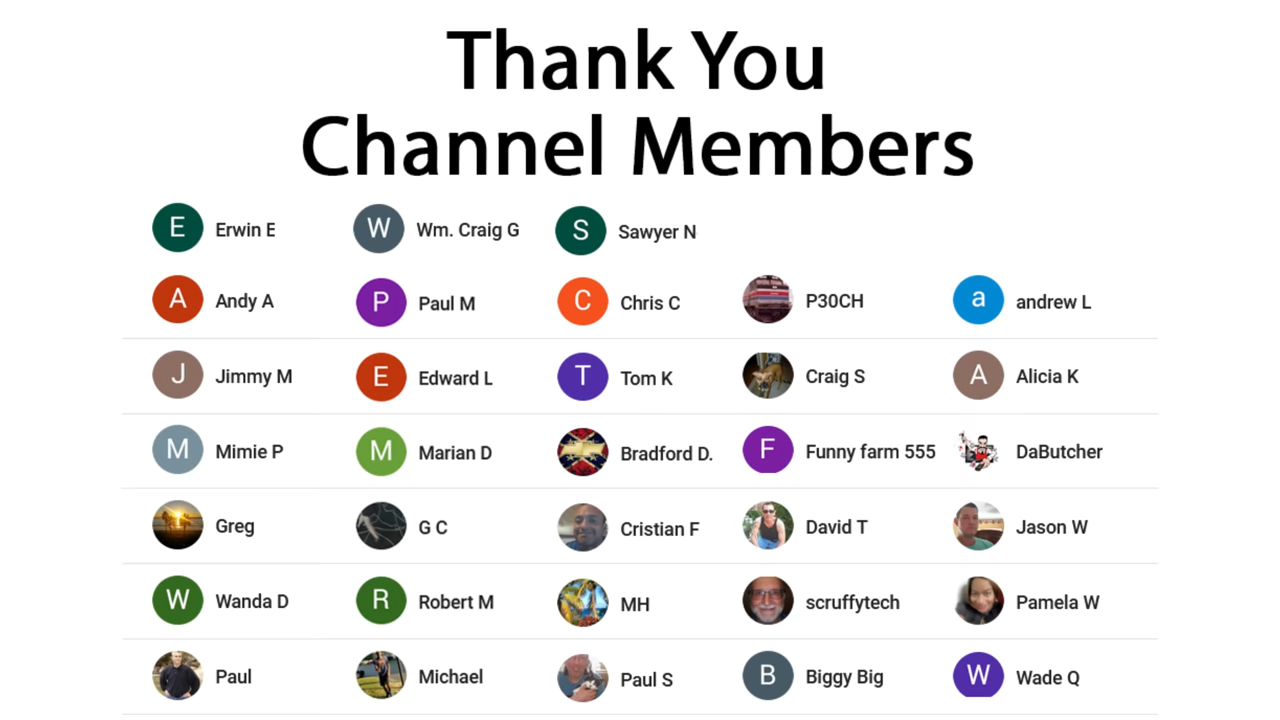 Thank You
Channel Members
E Erwin E W Wm. Craig G S Sawyer N
A Andy A P Paul M C Chris C P30CH a andrew L
J Jimmy M E Edward L T Tom K Craig S A Alicia K
M Mimie P M Marian D Bradford D. F Funny farm 555 DaButcher
Greg G C Cristian F David T Jason W
W Wanda D R Robert M MH scruffytech Pamela W
Paul Michael Paul S B Biggy Big W Wade Q